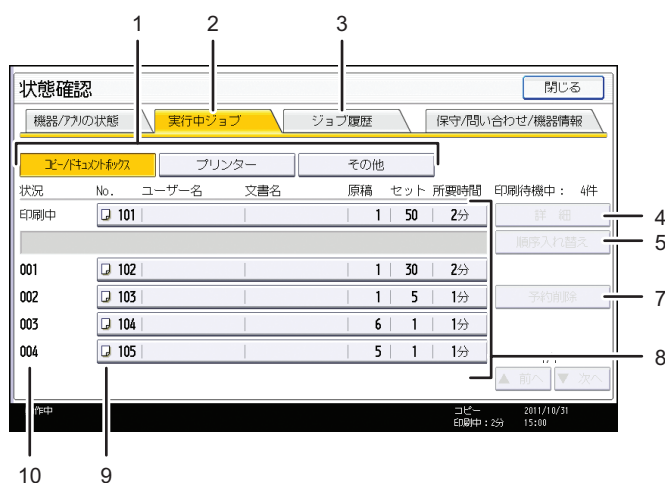 1 2 3
状態確認 閉じる
機器/アプリの状態 実行中ジョブ ジョブ履歴 保守/問い合わせ/機器情報
コピー/ドキュメントボックス プリンター その他
状況 No. ユーザー名 文書名 原稿 セット 所要時間 印刷待機中： 4件
印刷中 101 1 50 2分 詳 細 4
順序入れ替え 5
001 102 1 30 2分
002 103 1 5 1分 予約削除 7
003 104 6 1 1分
004 105 5 1 1分 8
▲ 前へ ▼ 次へ
作中 コピー 2011/10/31
印刷中：2分 15:00
10 9